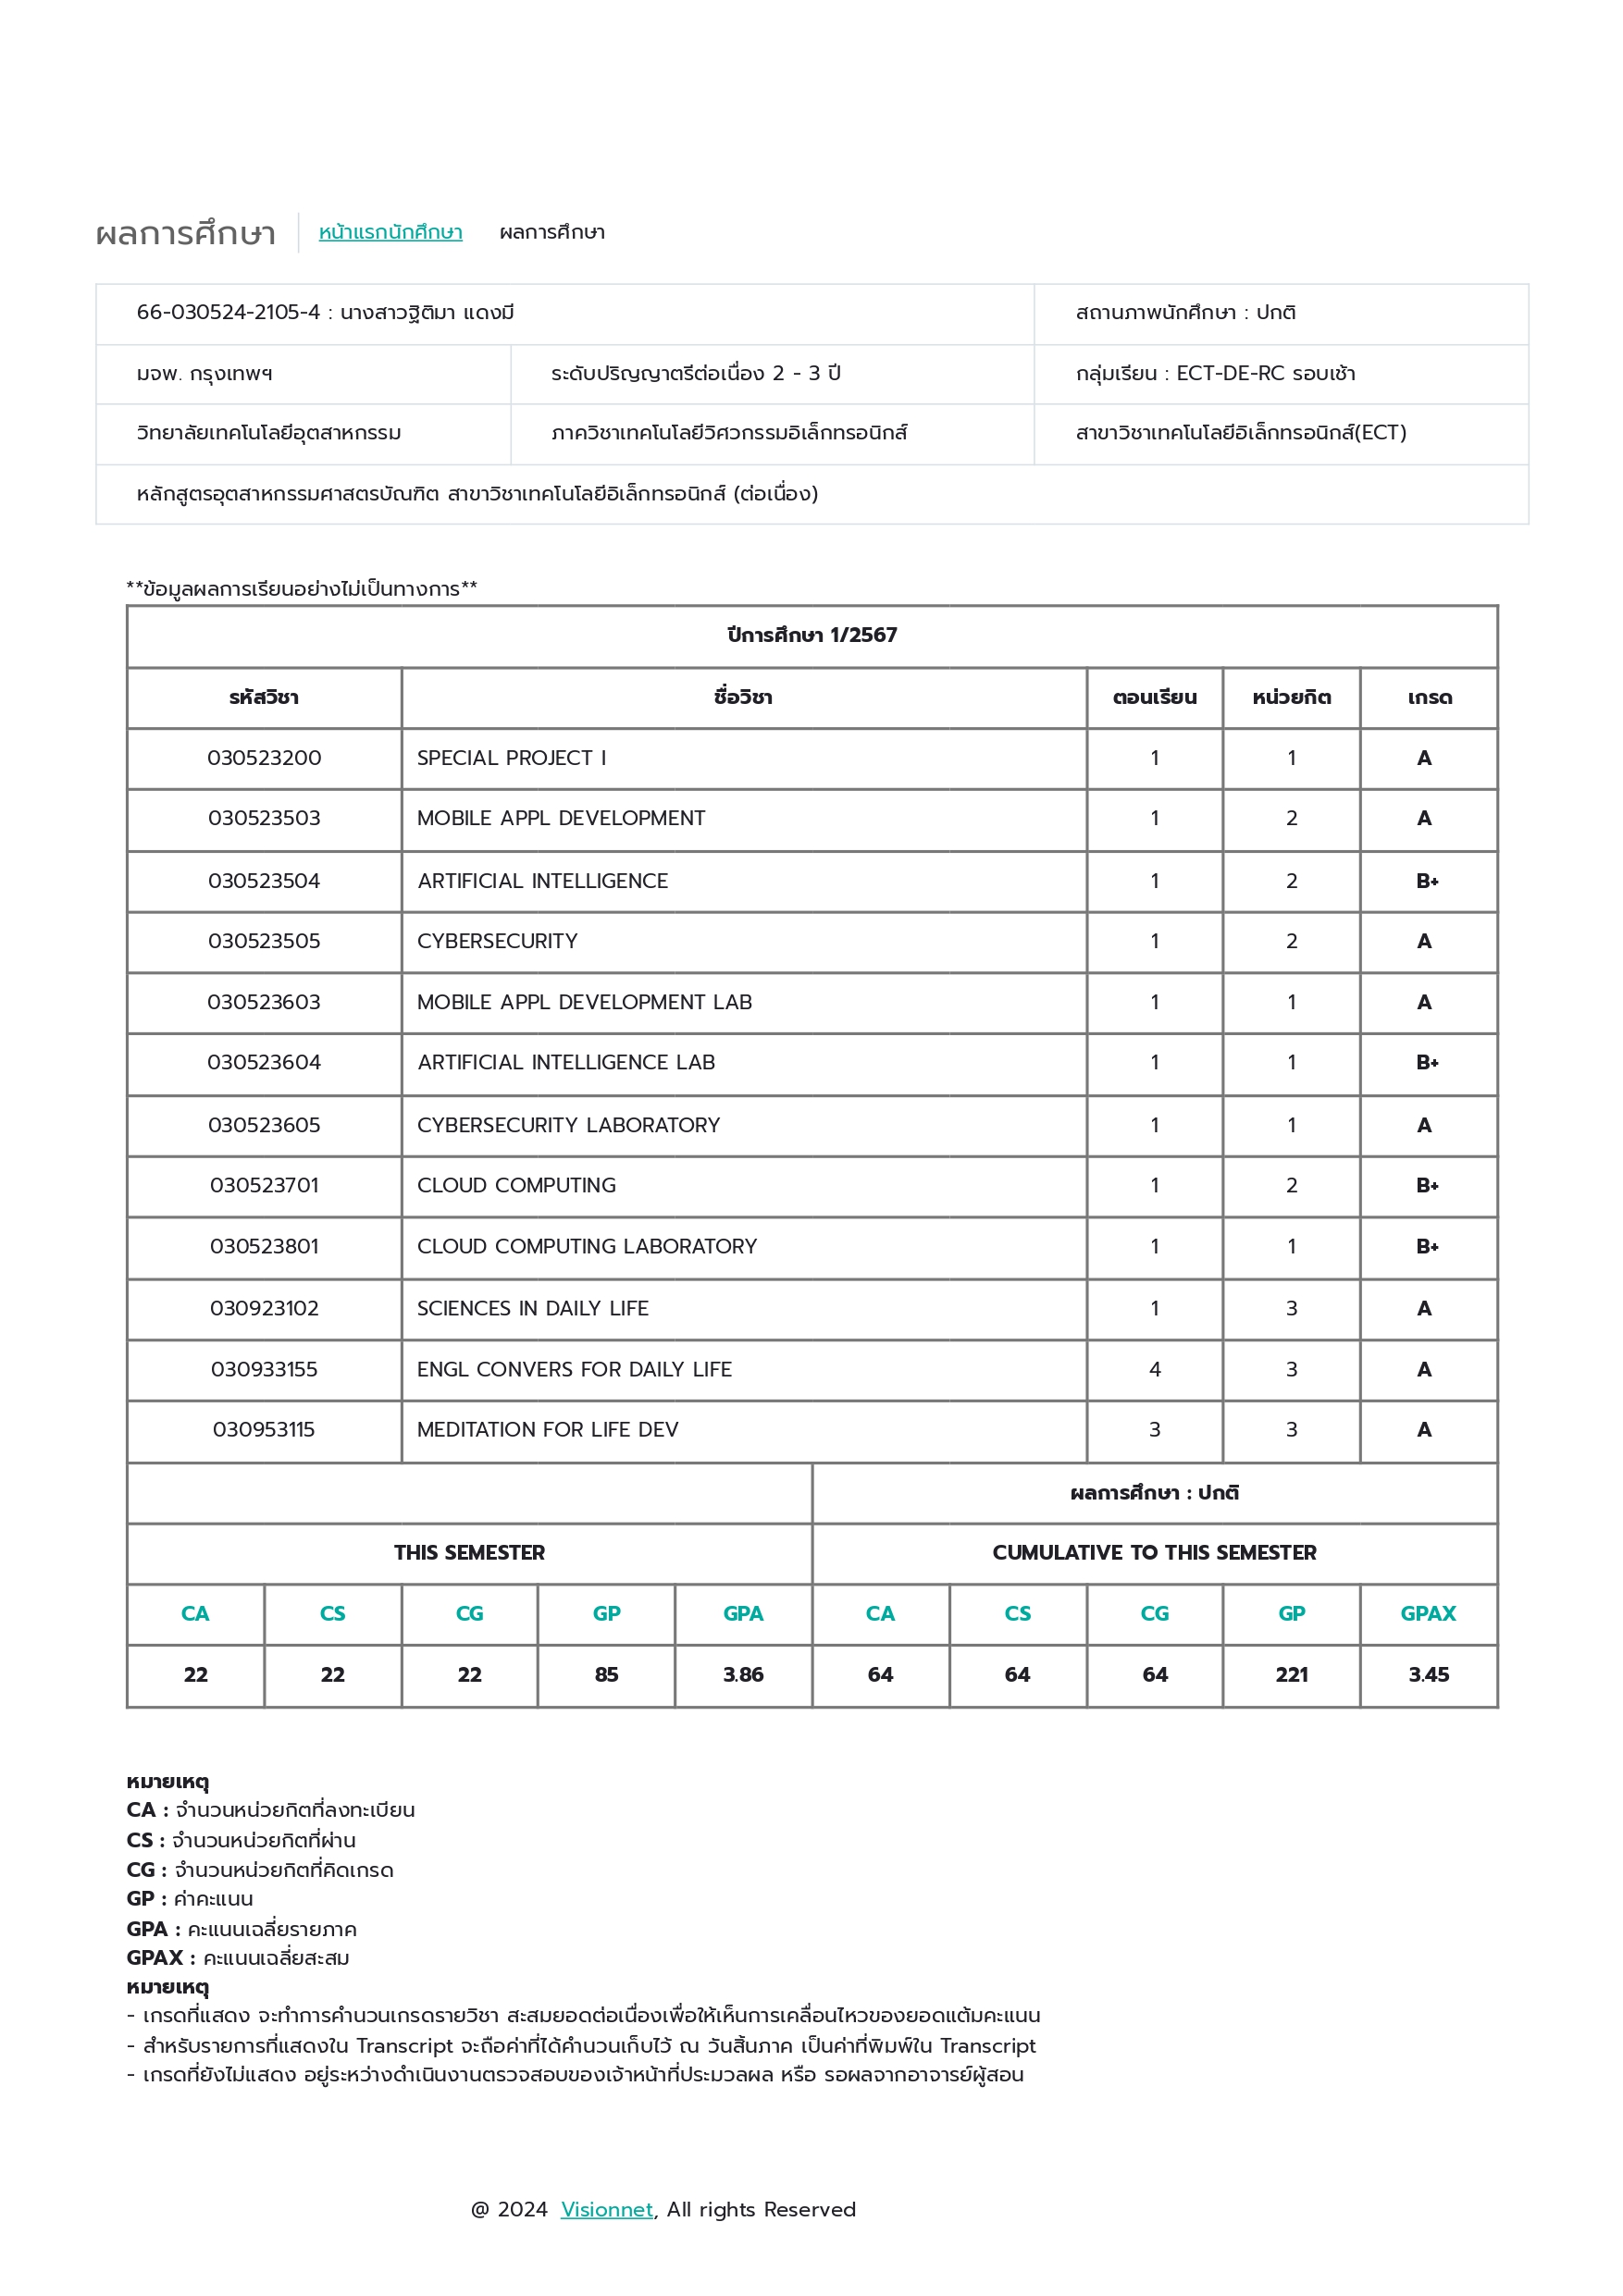 ผลการศึกษา หน้าแรกนักศึกษา ผลการศึกษา
66-030524-2105-4 : นางสาวฐิติมา แดงมี สถานภาพนักศึกษา : ปกติ
มจพ. กรุงเทพฯ ระดับปริญญาตรีต่อเนื่อง 2 - 3 ปี กลุ่มเรียน : ECT-DE-RC รอบเช้า
วิทยาลัยเทคโนโลยีอุตสาหกรรม ภาควิชาเทคโนโลยีวิศวกรรมอิเล็กทรอนิกส์ สาขาวิชาเทคโนโลยีอิเล็กทรอนิกส์(ECT)
หลักสูตรอุตสาหกรรมศาสตรบัณฑิต สาขาวิชาเทคโนโลยีอิเล็กทรอนิกส์ (ต่อเนื่อง)
**ข้อมูลผลการเรียนอย่างไม่เป็นทางการ**
ปีการศึกษา 1/2567
รหัสวิชา ชื่อวิชา ตอนเรียน หน่วยกิต เกรด
030523200 SPECIAL PROJECT I 1 1 A
030523503 MOBILE APPL DEVELOPMENT 1 2 A
030523504 ARTIFICIAL INTELLIGENCE 1 2 B+
030523505 CYBERSECURITY 1 2 A
030523603 MOBILE APPL DEVELOPMENT LAB 1 1 A
030523604 ARTIFICIAL INTELLIGENCE LAB 1 1 B+
030523605 CYBERSECURITY LABORATORY 1 1 A
030523701 CLOUD COMPUTING 1 2 B+
030523801 CLOUD COMPUTING LABORATORY 1 1 B+
030923102 SCIENCES IN DAILY LIFE 1 3 A
030933155 ENGL CONVERS FOR DAILY LIFE 4 3 A
030953115 MEDITATION FOR LIFE DEV 3 3 A
ผลการศึกษา : ปกติ
THIS SEMESTER CUMULATIVE TO THIS SEMESTER
CA CS CG GP GPA CA CS CG GP GPAX
22 22 22 85 3.86 64 64 64 221 3.45
หมายเหตุ
CA : จำนวนหน่วยกิตที่ลงทะเบียน
CS : จำนวนหน่วยกิตที่ผ่าน
CG : จำนวนหน่วยกิตที่คิดเกรด
GP : ค่าคะแนน
GPA : คะแนนเฉลี่ยรายภาค
GPAX : คะแนนเฉลี่ยสะสม
หมายเหตุ
- เกรดที่แสดง จะทำการคำนวนเกรดรายวิชา สะสมยอดต่อเนื่องเพื่อให้เห็นการเคลื่อนไหวของยอดแต้มคะแนน
- สำหรับรายการที่แสดงใน Transcript จะถือค่าที่ได้คำนวนเก็บไว้ ณ วันสิ้นภาค เป็นค่าที่พิมพ์ใน Transcript
- เกรดที่ยังไม่แสดง อยู่ระหว่างดำเนินงานตรวจสอบของเจ้าหน้าที่ประมวลผล หรือ รอผลจากอาจารย์ผู้สอน
@ 2024 Visionnet, All rights Reserved